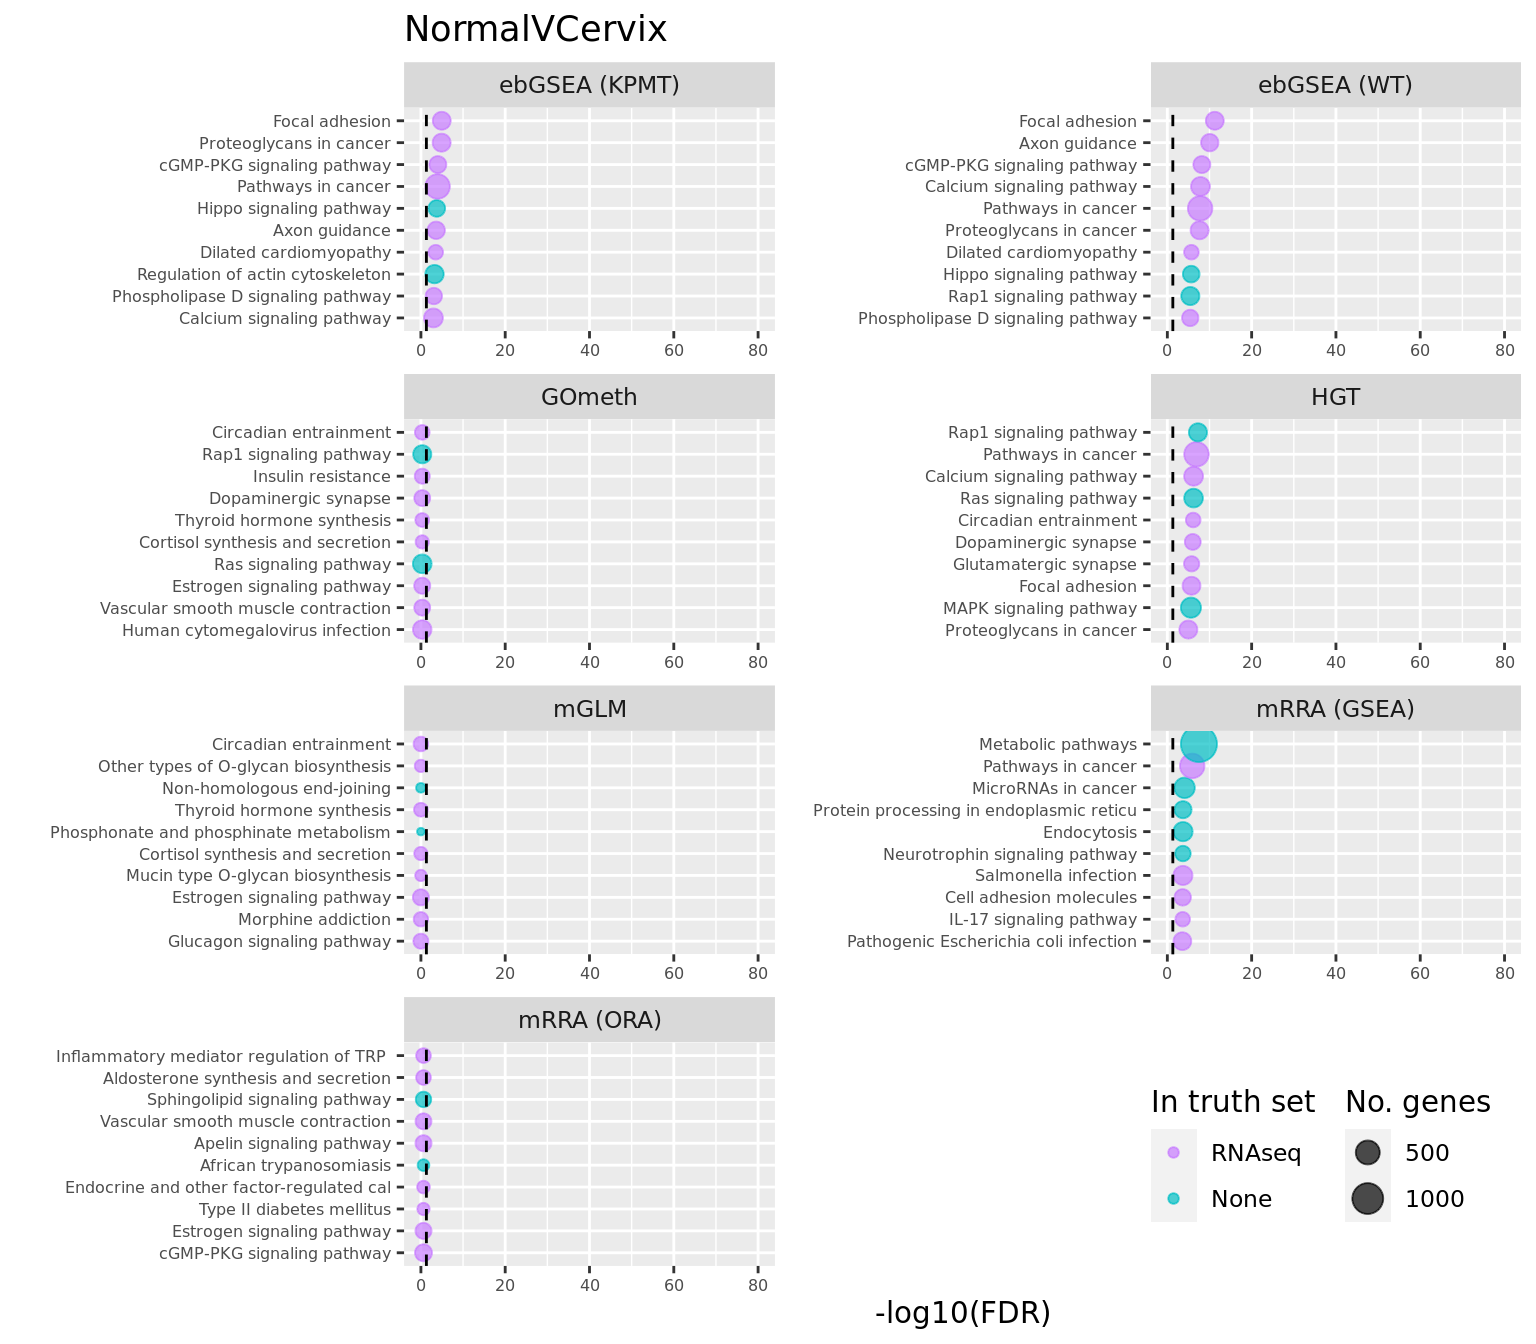 NormalVCervix
ebGSEA (KPMT)
Focal adhesion
Proteoglycans in cancer
cGMP-PKG signaling pathway
Pathways in cancer
Hippo signaling pathway
Axon guidance
Dilated cardiomyopathy
Regulation of actin cytoskeleton
Phospholipase D signaling pathway
Calcium signaling pathway
0 20 40 60 80
ebGSEA (WT)
Focal adhesion
Axon guidance
cGMP-PKG signaling pathway
Calcium signaling pathway
Pathways in cancer
Proteoglycans in cancer
Dilated cardiomyopathy
Hippo signaling pathway
Rap1 signaling pathway
Phospholipase D signaling pathway
0 20 40 60 80
GOmeth
Circadian entrainment
Rap1 signaling pathway
Insulin resistance
Dopaminergic synapse
Thyroid hormone synthesis
Cortisol synthesis and secretion
Ras signaling pathway
Estrogen signaling pathway
Vascular smooth muscle contraction
Human cytomegalovirus infection
0 20 40 60 80
HGT
Rap1 signaling pathway
Pathways in cancer
Calcium signaling pathway
Ras signaling pathway
Circadian entrainment
Dopaminergic synapse
Glutamatergic synapse
Focal adhesion
MAPK signaling pathway
Proteoglycans in cancer
0 20 40 60 80
mGLM
Circadian entrainment
Other types of O-glycan biosynthesis
Non-homologous end-joining
Thyroid hormone synthesis
Phosphonate and phosphinate metabolism
Cortisol synthesis and secretion
Mucin type O-glycan biosynthesis
Estrogen signaling pathway
Morphine addiction
Glucagon signaling pathway
0 20 40 60 80
mRRA (GSEA)
Metabolic pathways
Pathways in cancer
MicroRNAs in cancer
Protein processing in endoplasmic reticu
Endocytosis
Neurotrophin signaling pathway
Salmonella infection
Cell adhesion molecules
IL-17 signaling pathway
Pathogenic Escherichia coli infection
0 20 40 60 80
mRRA (ORA)
Inflammatory mediator regulation of TRP
Aldosterone synthesis and secretion
Sphingolipid signaling pathway
Vascular smooth muscle contraction
Apelin signaling pathway
African trypanosomiasis
Endocrine and other factor-regulated cal
Type II diabetes mellitus
Estrogen signaling pathway
cGMP-PKG signaling pathway
0 20 40 60 80
In truth set
RNAseq
None
No. genes
500
1000
-log10(FDR)